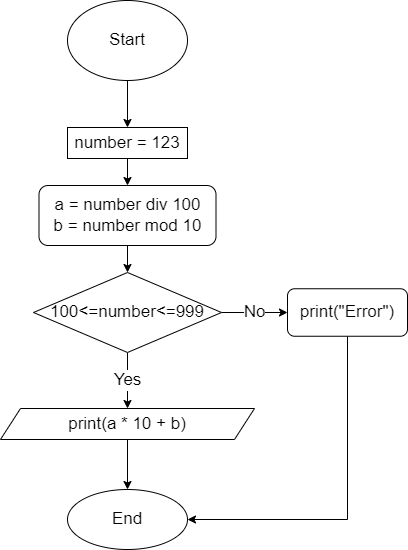 Start
number = 123
a = number div 100
b = number mod 10
100<=number<=999
No
print("Error")
Yes
print(a * 10 + b)
End